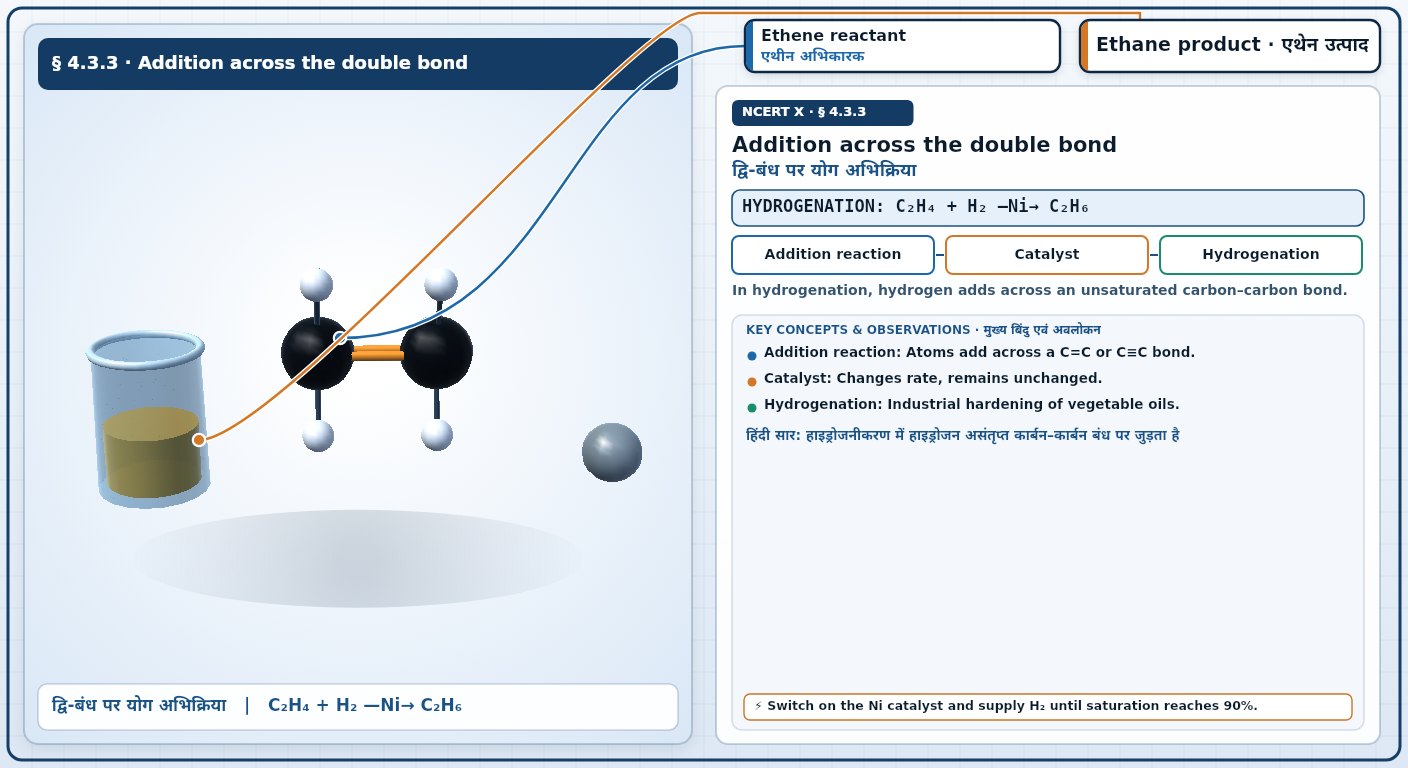 § 4.3.3 · Addition across the double bond
Ethene reactant
एथीन अभिकारक
Ethane product · एथेन उत्पाद
NCERT X · § 4.3.3
Addition across the double bond
द्वि-बंध पर योग अभिक्रिया
HYDROGENATION: C₂H₄ + H₂ —Ni→ C₂H₆
Addition reaction
Catalyst
Hydrogenation
In hydrogenation, hydrogen adds across an unsaturated carbon–carbon bond.
KEY CONCEPTS & OBSERVATIONS · मुख्य बिंदु एवं अवलोकन
Addition reaction: Atoms add across a C=C or C≡C bond.
Catalyst: Changes rate, remains unchanged.
Hydrogenation: Industrial hardening of vegetable oils.
हिंदी सार: हाइड्रोजनीकरण में हाइड्रोजन असंतृप्त कार्बन–कार्बन बंध पर जुड़ता है
⚡ Switch on the Ni catalyst and supply H₂ until saturation reaches 90%.
द्वि-बंध पर योग अभिक्रिया | C₂H₄ + H₂ —Ni→ C₂H₆